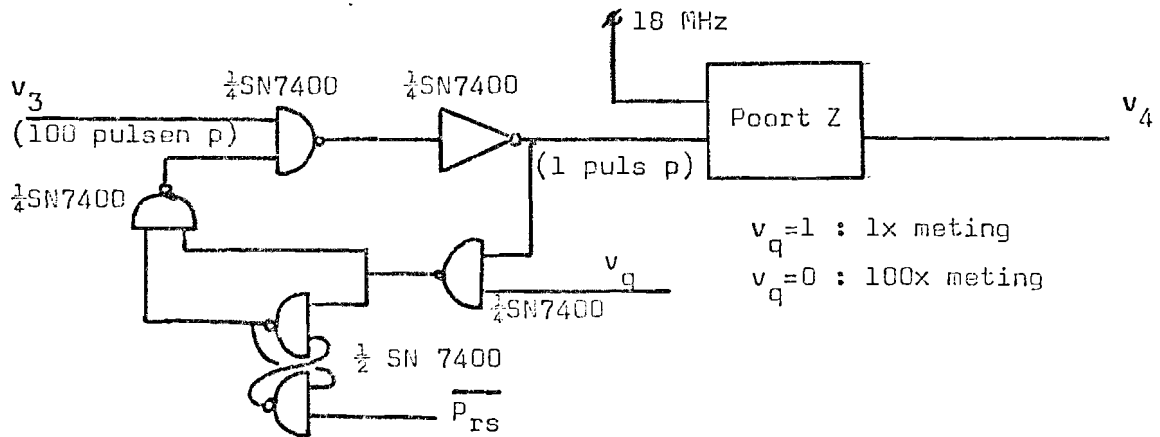 18 MHz
¼SN7400
¼SN7400
v3
(100 pulsen p)
Poort Z
v4
(1 puls p)
¼SN7400
vq=1 : 1x meting
vq
vq=0 : 100x meting
¼SN7400
½ SN 7400
Prs